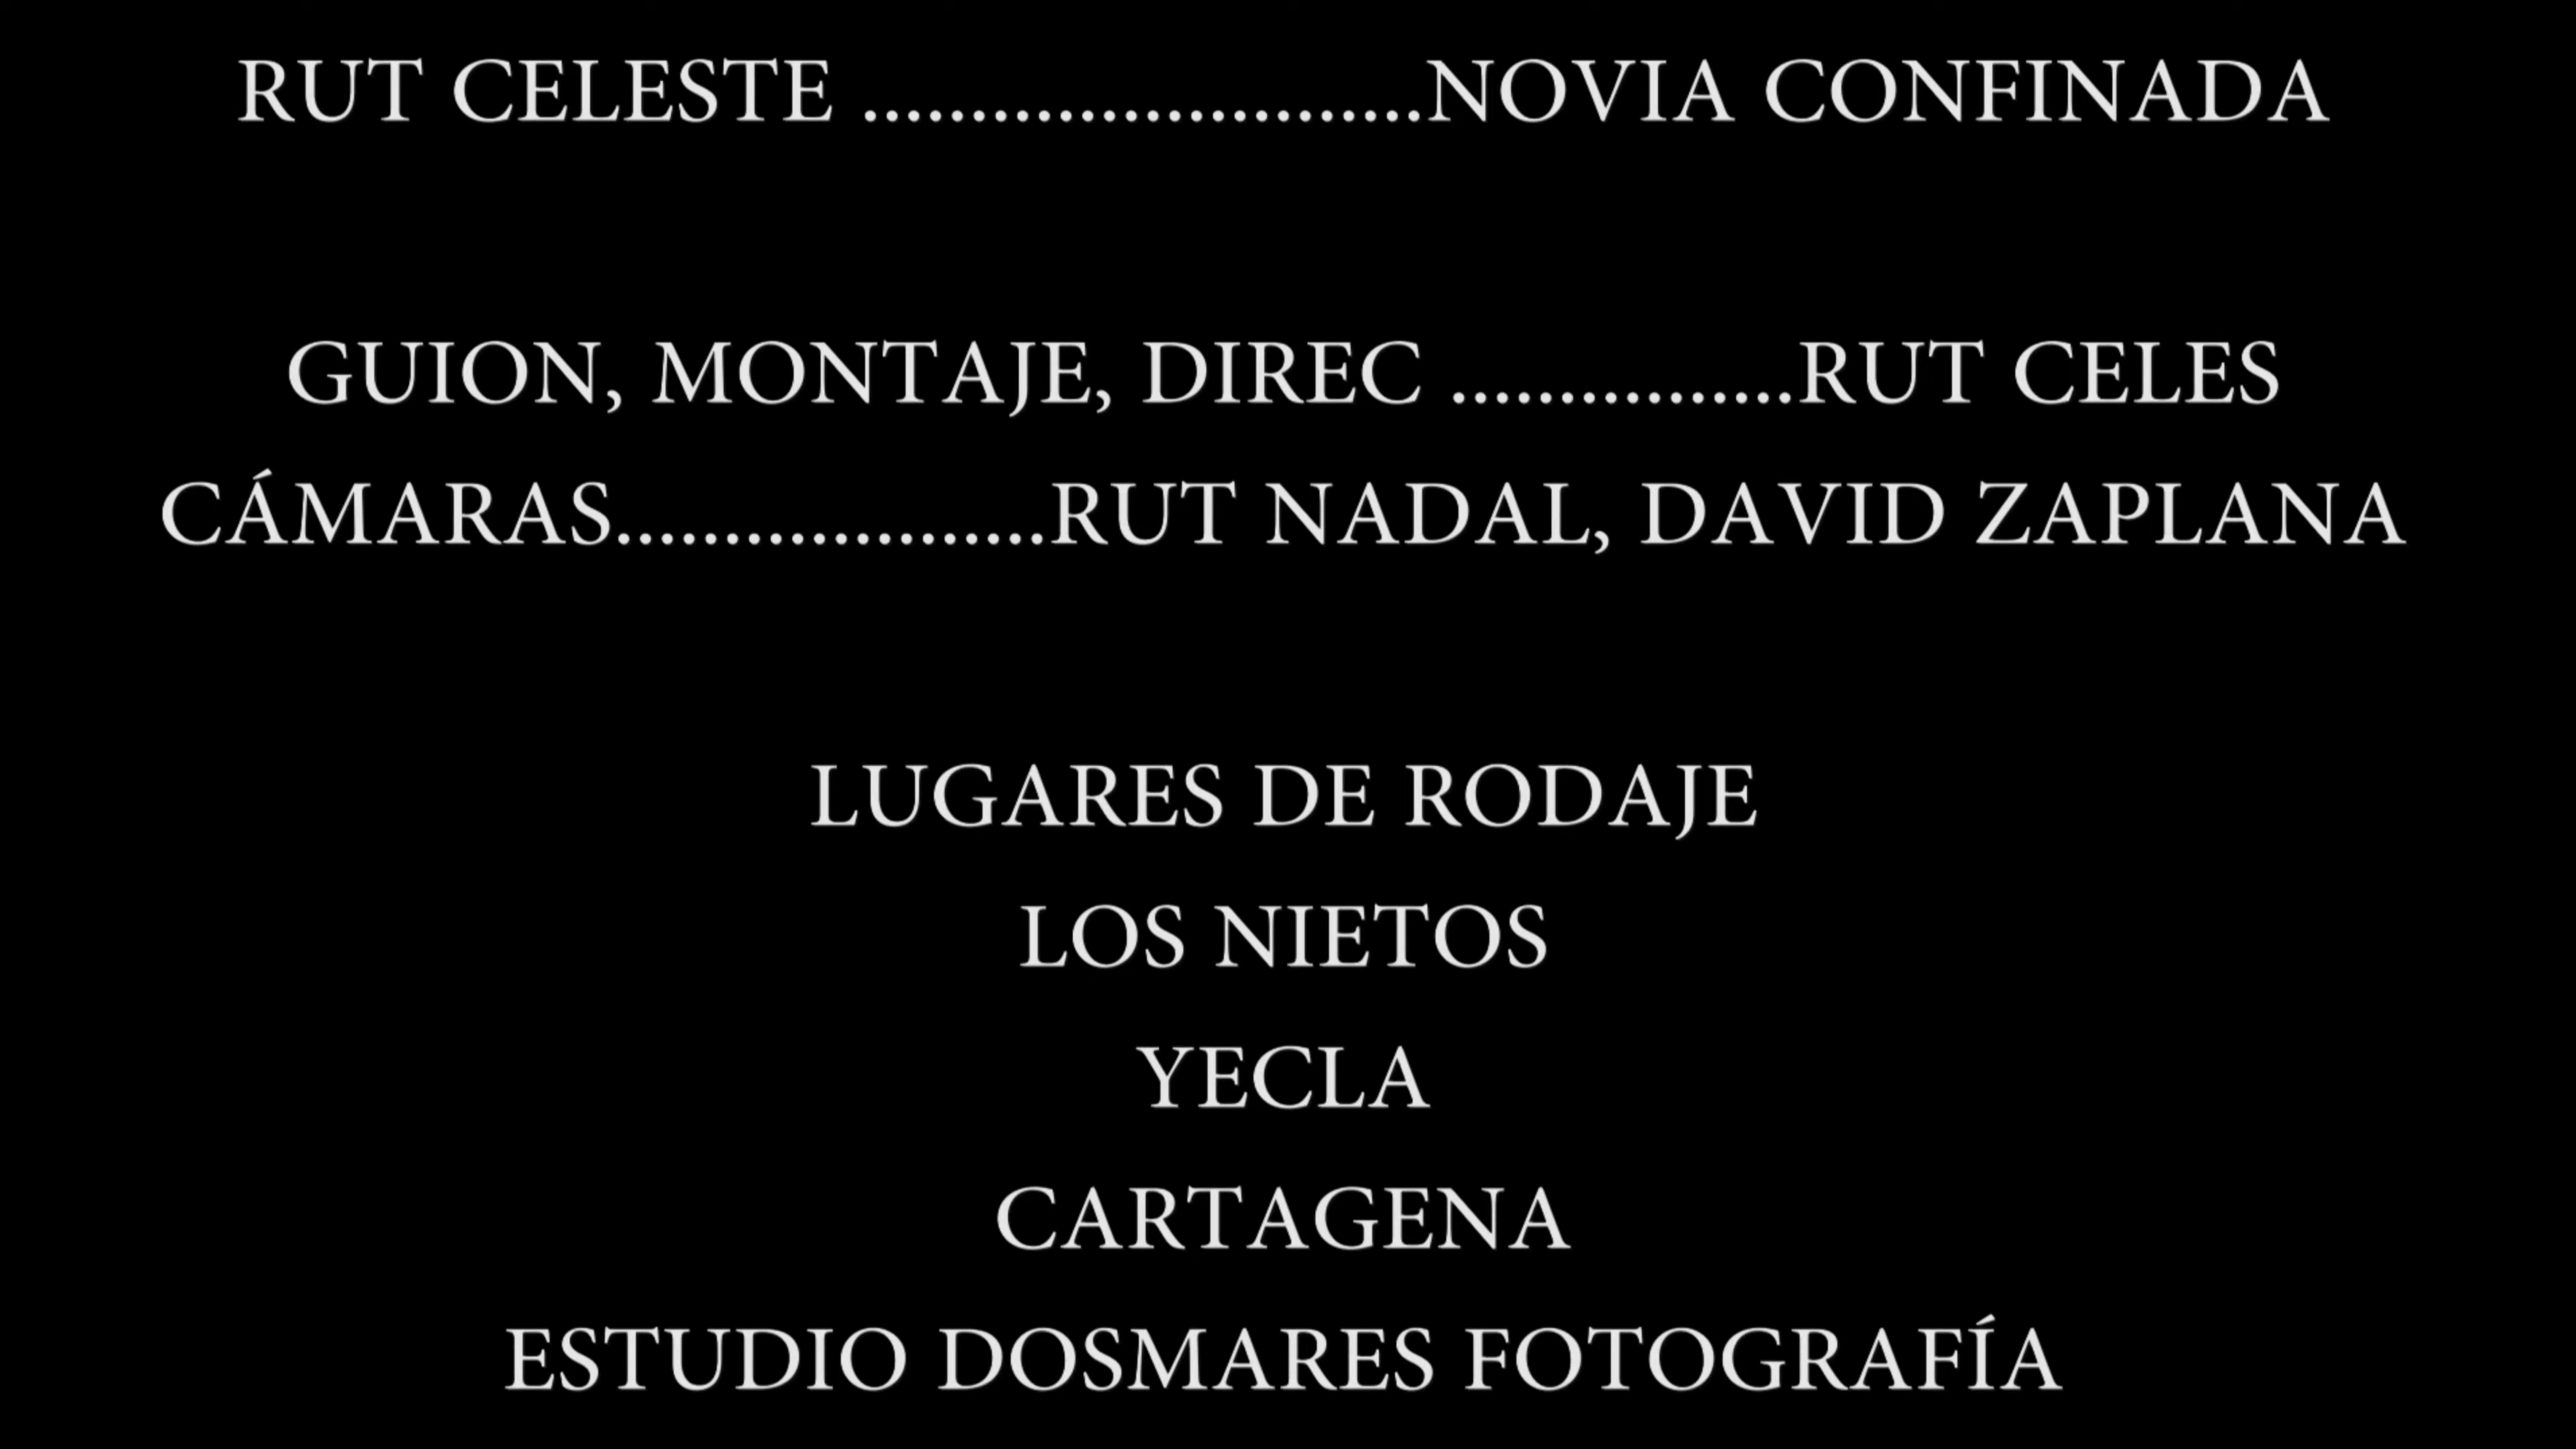 RUT CELESTE ..........................NOVIA CONFINADA
GUION, MONTAJE, DIREC ................RUT CELES
CÁMARAS....................RUT NADAL, DAVID ZAPLANA
LUGARES DE RODAJE
LOS NIETOS
YECLA
CARTAGENA
ESTUDIO DOSMARES FOTOGRAFÍA